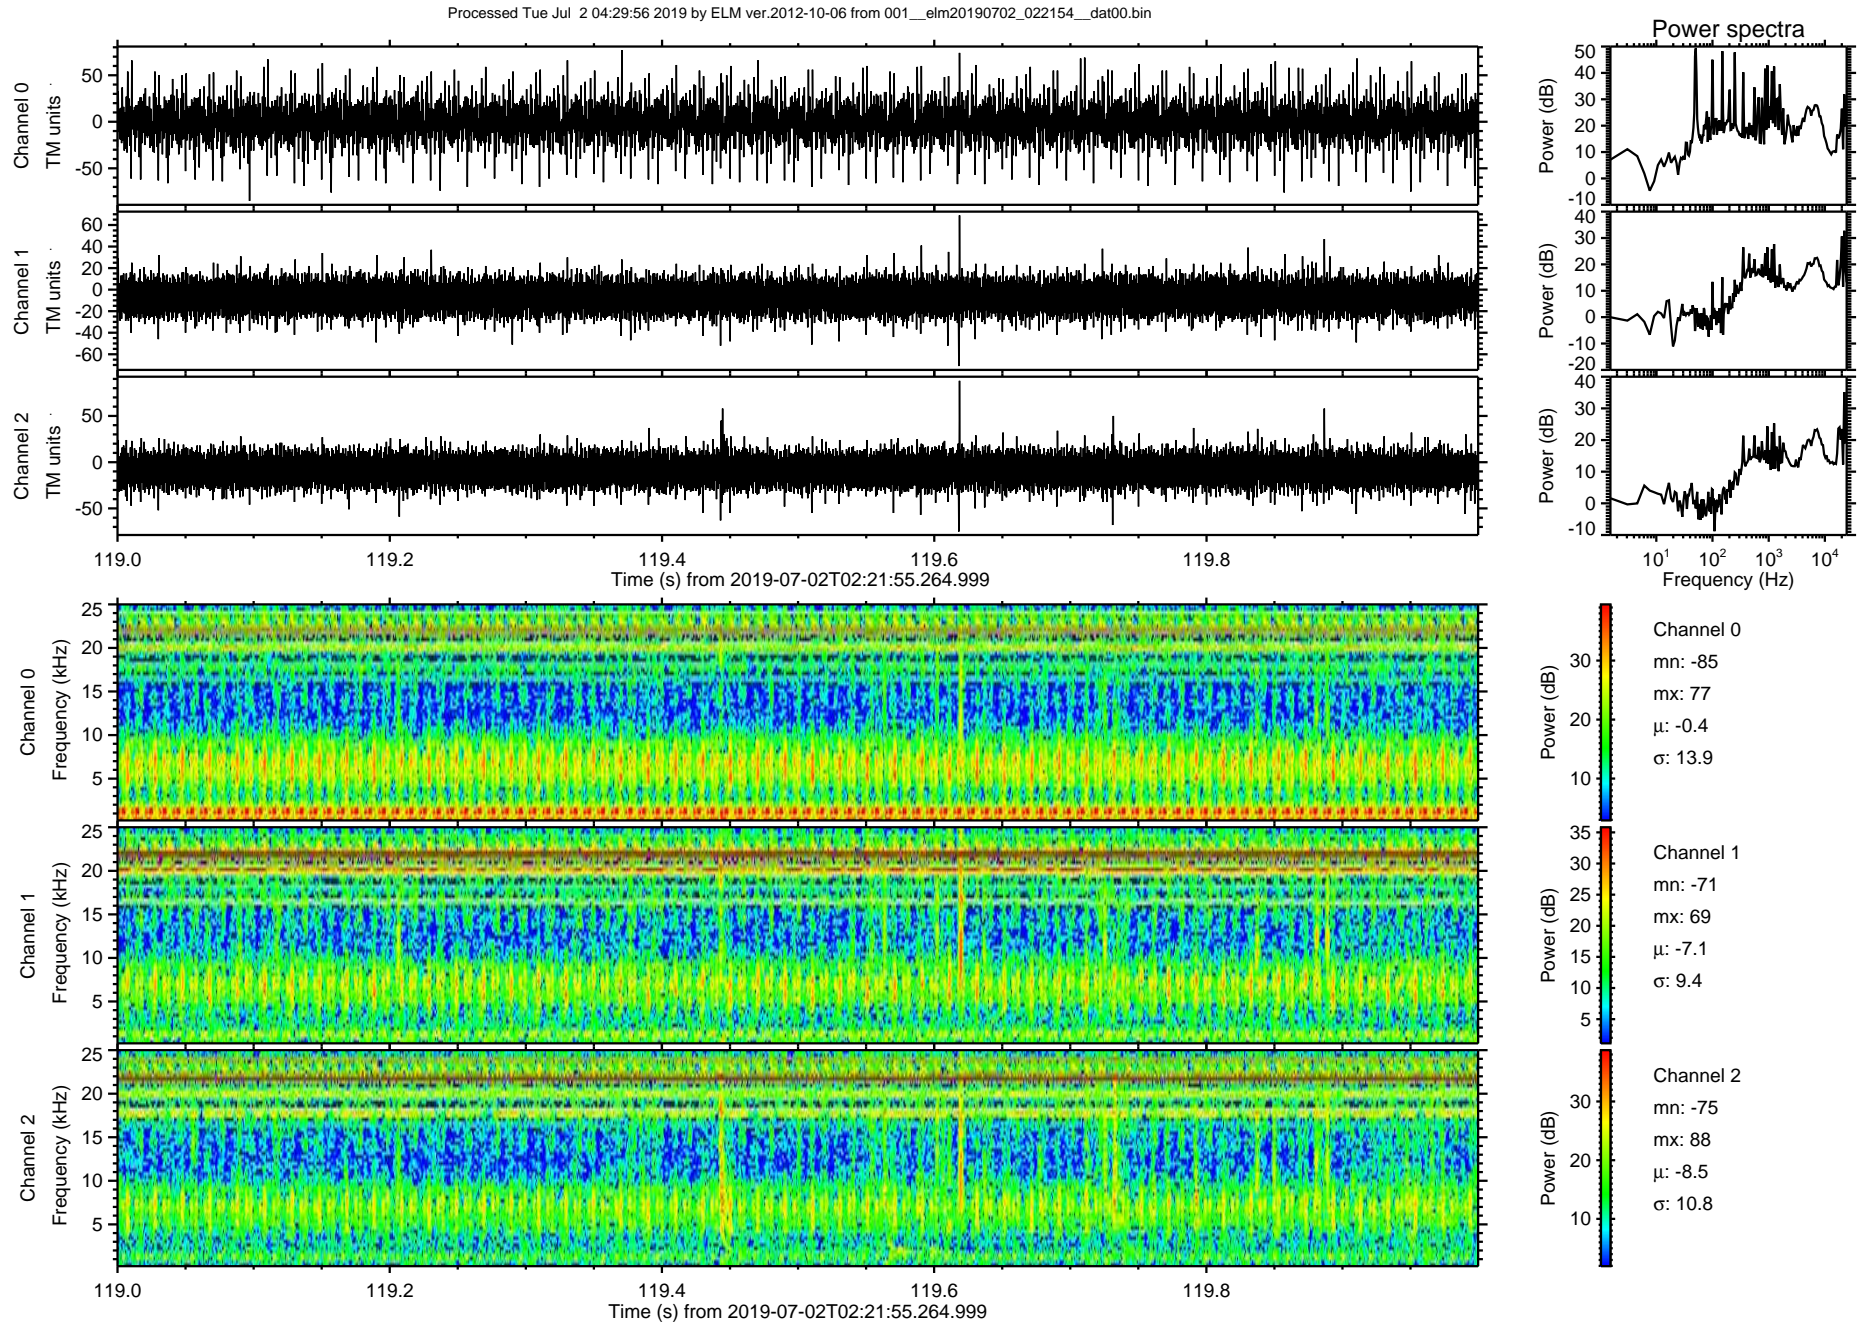 Processed Tue Jul 2 04:29:56 2019 by ELM ver.2012-10-06 from 001__elm20190702_022154__dat00.bin
Power spectra
Channel 0
TM units
50
0
-50
Power (dB)
50
40
30
20
10
0
-10
Channel 1
TM units
60
40
20
0
-20
-40
-60
Power (dB)
40
30
20
10
0
-10
-20
Channel 2
TM units
50
0
-50
Power (dB)
40
30
20
10
0
-10
119.0 119.2 119.4 119.6 119.8
Time (s) from 2019-07-02T02:21:55.264.999
10^1 10^2 10^3 10^4
Frequency (Hz)
Channel 0
Frequency (kHz)
25
20
15
10
5
Power (dB)
30
20
10
Channel 0
mn: -85
mx: 77
μ: -0.4
σ: 13.9
Channel 1
Frequency (kHz)
25
20
15
10
5
Power (dB)
35
30
25
20
15
10
5
Channel 1
mn: -71
mx: 69
μ: -7.1
σ: 9.4
Channel 2
Frequency (kHz)
25
20
15
10
5
Power (dB)
30
20
10
Channel 2
mn: -75
mx: 88
μ: -8.5
σ: 10.8
119.0 119.2 119.4 119.6 119.8
Time (s) from 2019-07-02T02:21:55.264.999